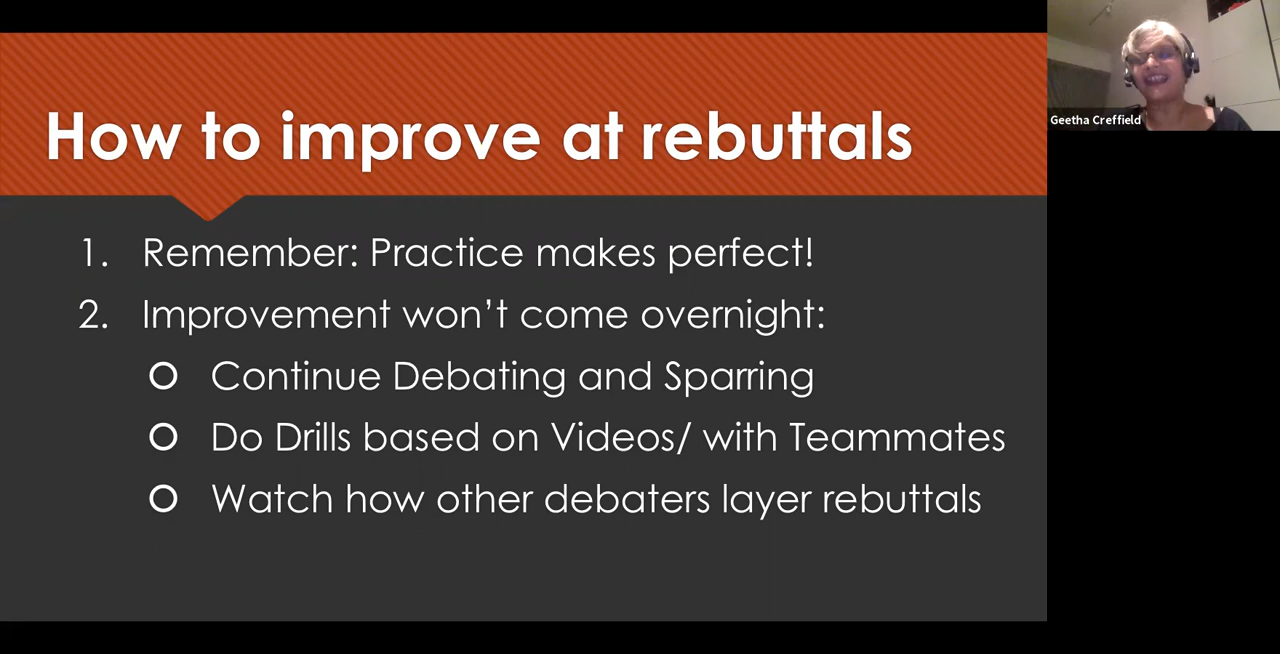 How to improve at rebuttals
1. Remember: Practice makes perfect!
2. Improvement won't come overnight:
Continue Debating and Sparring
Do Drills based on Videos/ with Teammates
Watch how other debaters layer rebuttals
Geetha Creffield